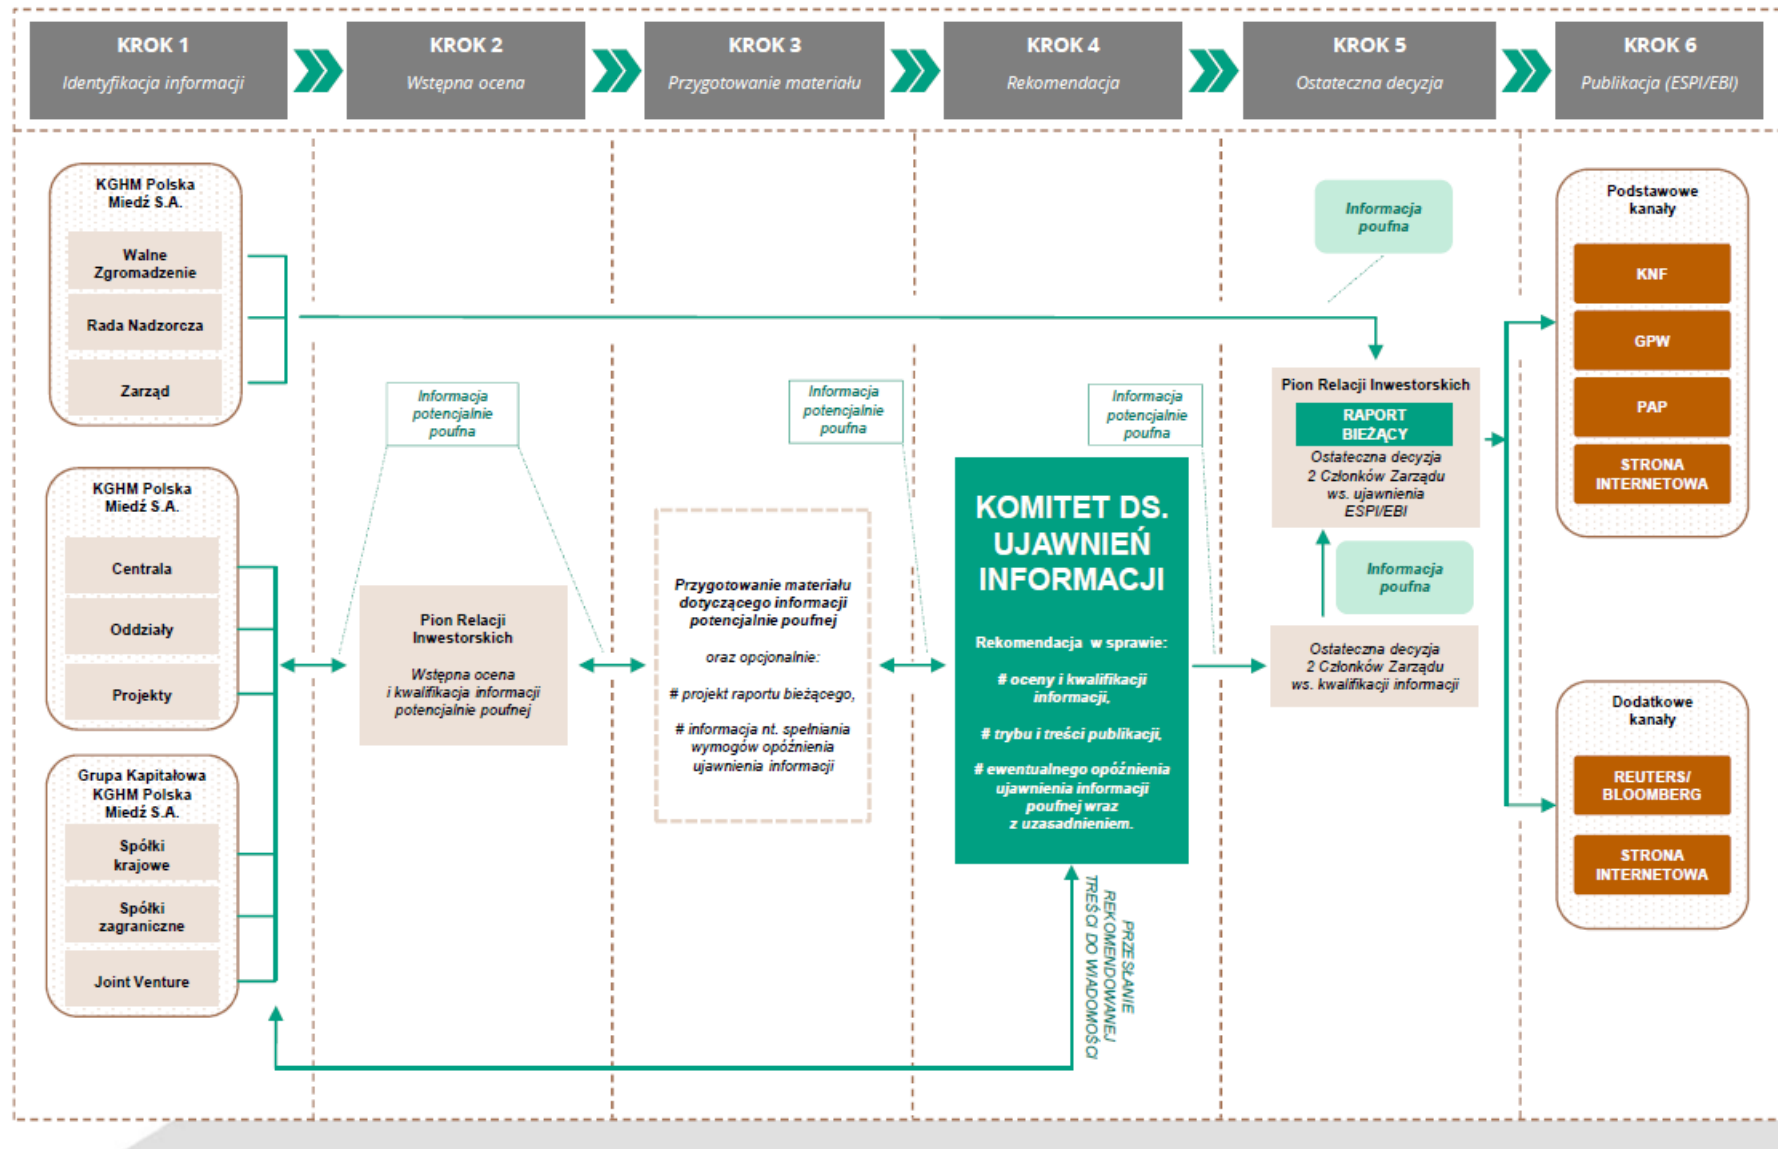 KROK 1
Identyfikacja informacji
KROK 2
Wstępna ocena
KROK 3
Przygotowanie materiału
KROK 4
Rekomendacja
KROK 5
Ostateczna decyzja
KROK 6
Publikacja (ESPI/EBI)
KGHM Polska
Miedź S.A.
Walne
Zgromadzenie
Rada Nadzorcza
Zarząd
KGHM Polska
Miedź S.A.
Centrala
Oddziały
Projekty
Grupa Kapitałowa
KGHM Polska
Miedź S.A.
Spółki
krajowe
Spółki
zagraniczne
Joint Venture
Informacja
potencjalnie
poufna
Pion Relacji
Inwestorskich
Wstępna ocena
i kwalifikacja informacji
potencjalnie poufnej
Przygotowanie materiału
dotyczącego informacji
potencjalnie poufnej
oraz opcjonalnie:
# projekt raportu bieżącego,
# informacja nt. spełniania
wymogów opóźnienia
ujawnienia informacji
Informacja
potencjalnie
poufna
KOMITET DS.
UJAWNIEŃ
INFORMACJI
Rekomendacja w sprawie:
# oceny i kwalifikacji
informacji,
# trybu i treści publikacji,
# ewentualnego opóźnienia
ujawnienia informacji
poufnej wraz
z uzasadnieniem.
PRZESŁANIE
REKOMENDOWANEJ
TREŚCI DO WIADOMOŚCI
Informacja
potencjalnie
poufna
Informacja
poufna
Pion Relacji Inwestorskich
RAPORT
BIEŻĄCY
Ostateczna decyzja
2 Członków Zarządu
ws. ujawnienia
ESPI/EBI
Informacja
poufna
Ostateczna decyzja
2 Członków Zarządu
ws. kwalifikacji informacji
Podstawowe
kanały
KNF
GPW
PAP
STRONA
INTERNETOWA
Dodatkowe
kanały
REUTERS/
BLOOMBERG
STRONA
INTERNETOWA